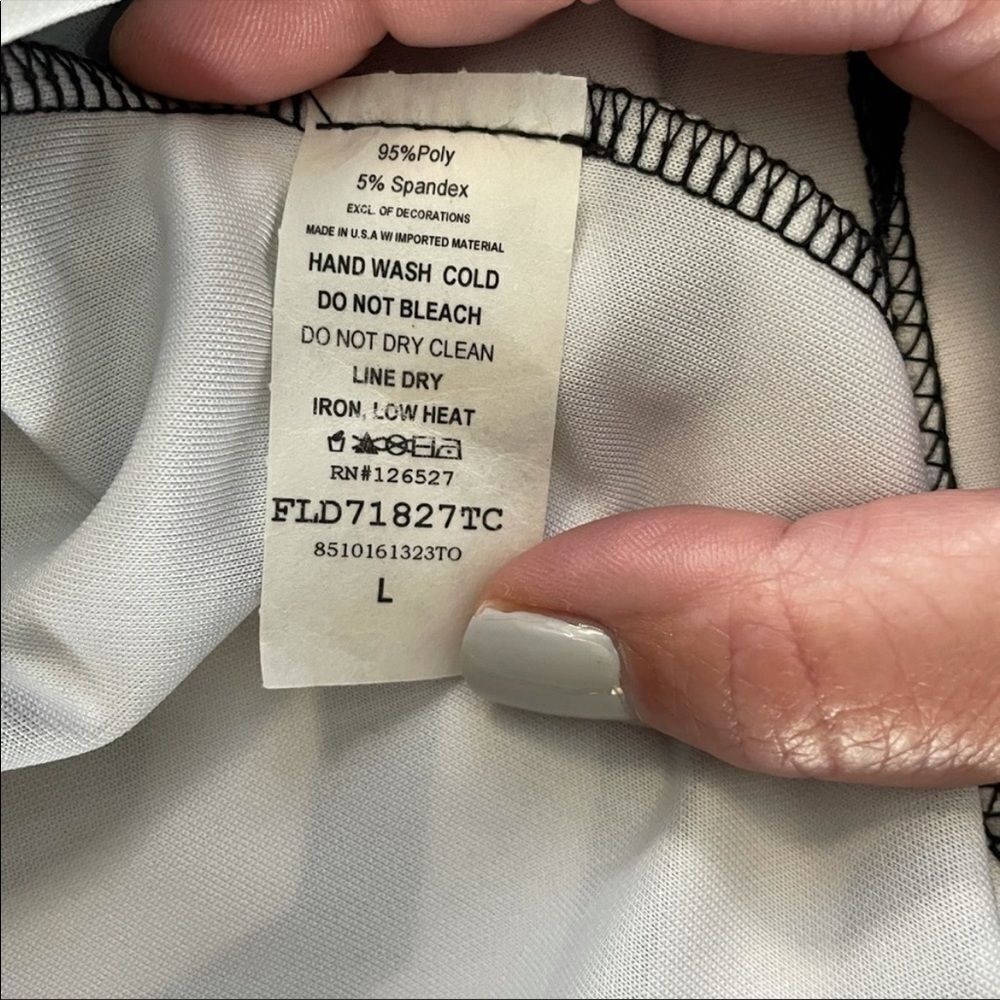 95%Poly
5% Spandex
EXCL. OF DECORATIONS
MADE IN U.S.A W/ IMPORTED MATERIAL
HAND WASH COLD
DO NOT BLEACH
DO NOT DRY CLEAN
LINE DRY
IRON, LOW HEAT
RN#126527
FLD71827TC
8510161323TO
L